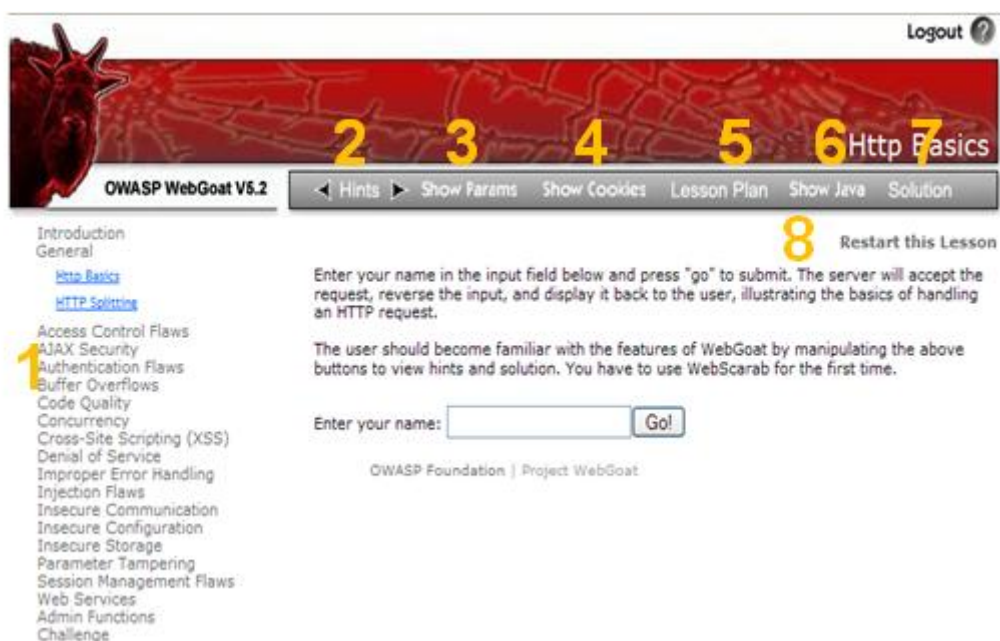 Logout ?
2 3 4 5 6 7
Http Basics
OWASP WebGoat V5.2
Hints Show Params Show Cookies Lesson Plan Show Java Solution
8 Restart this Lesson
Introduction
General
Http Basics
HTTP Splitting
Access Control Flaws
1
AJAX Security
Authentication Flaws
Buffer Overflows
Code Quality
Concurrency
Cross-Site Scripting (XSS)
Denial of Service
Improper Error Handling
Injection Flaws
Insecure Communication
Insecure Configuration
Insecure Storage
Parameter Tampering
Session Management Flaws
Web Services
Admin Functions
Challenge
Enter your name in the input field below and press "go" to submit. The server will accept the
request, reverse the input, and display it back to the user, illustrating the basics of handling
an HTTP request.
The user should become familiar with the features of WebGoat by manipulating the above
buttons to view hints and solution. You have to use WebScarab for the first time.
Enter your name: Go!
OWASP Foundation | Project WebGoat